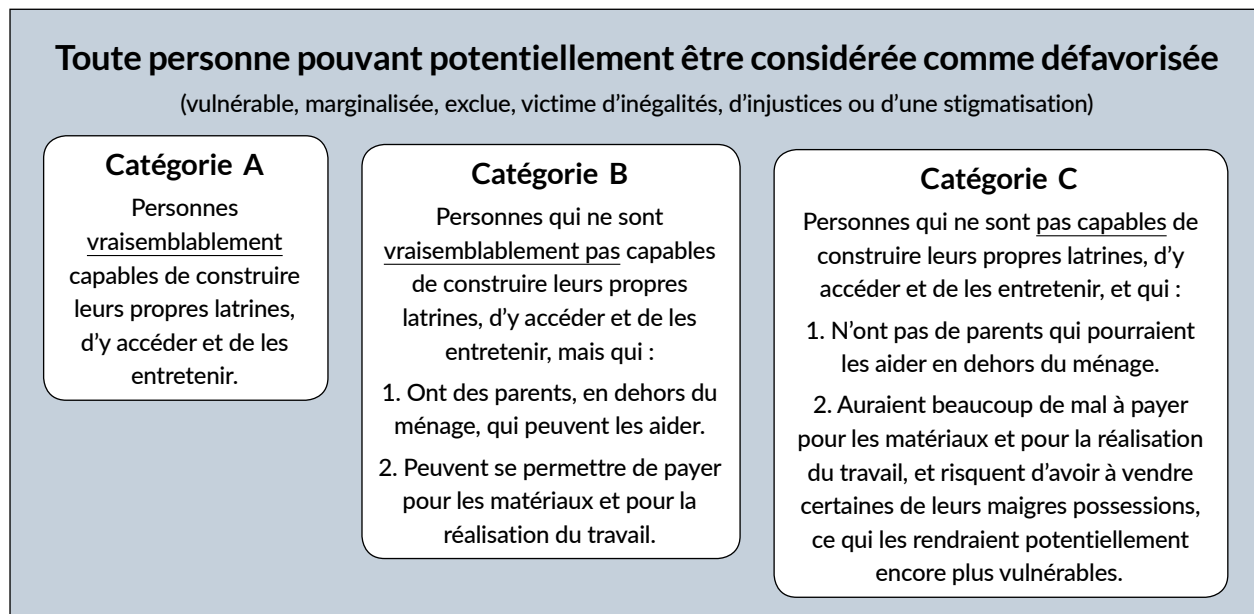 Toute personne pouvant potentiellement être considérée comme défavorisée
(vulnérable, marginalisée, exclue, victime d’inégalités, d’injustices ou d’une stigmatisation)
Catégorie A
Personnes
vraisemblablement
capables de construire
leurs propres latrines,
d’y accéder et de les
entretenir.
Catégorie B
Personnes qui ne sont
vraisemblablement pas capables
de construire leurs propres
latrines, d’y accéder et de les
entretenir, mais qui :
1. Ont des parents, en dehors du
ménage, qui peuvent les aider.
2. Peuvent se permettre de payer
pour les matériaux et pour la
réalisation du travail.
Catégorie C
Personnes qui ne sont pas capables de
construire leurs propres latrines, d’y
accéder et de les entretenir, et qui :
1. N’ont pas de parents qui pourraient
les aider en dehors du ménage.
2. Auraient beaucoup de mal à payer
pour les matériaux et pour la réalisation
du travail, et risquent d’avoir à vendre
certaines de leurs maigres possessions,
ce qui les rendraient potentiellement
encore plus vulnérables.